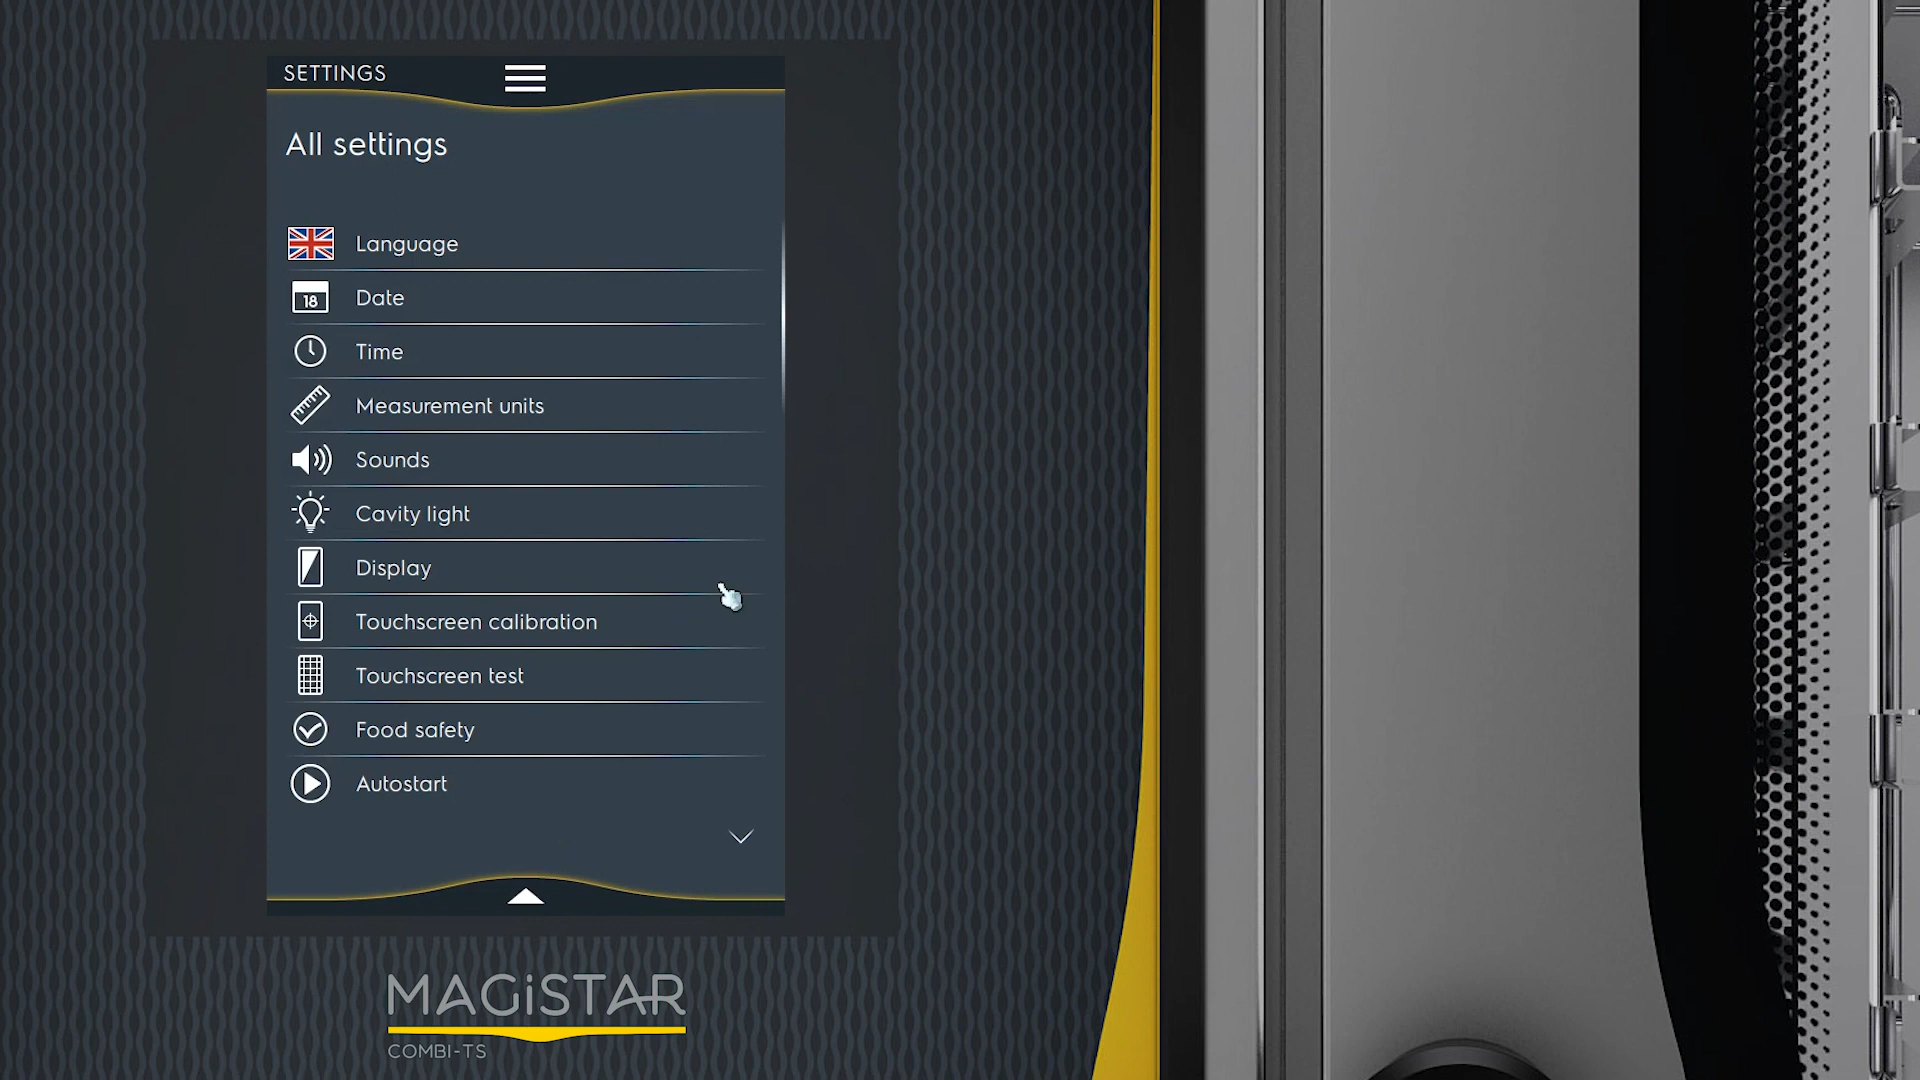 SETTINGS
All settings
Language
18
Date
Time
Measurement units
Sounds
Cavity light
Display
Touchscreen calibration
Touchscreen test
Food safety
Autostart
MAGiSTAR
COMBI-TS